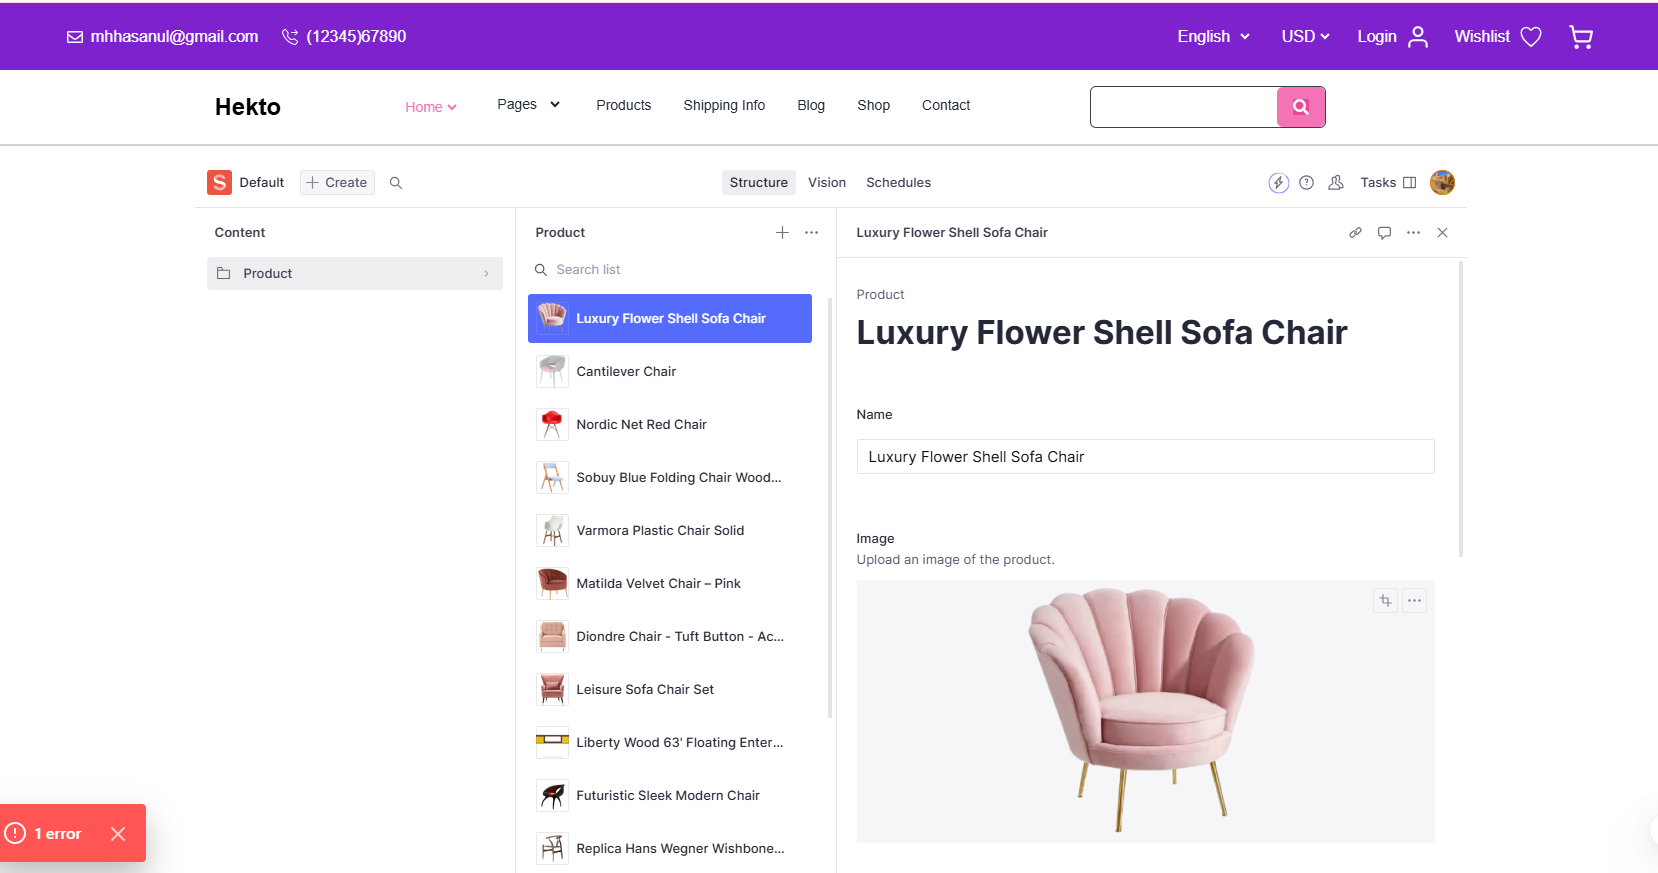 mhhasanul@gmail.com (12345)67890 English USD Login Wishlist
Hekto Home Pages Products Shipping Info Blog Shop Contact
S Default Create Structure Vision Schedules Tasks
Content
Product
Product
Search list
Luxury Flower Shell Sofa Chair
Cantilever Chair
Nordic Net Red Chair
Sobuy Blue Folding Chair Wood...
Varmora Plastic Chair Solid
Matilda Velvet Chair – Pink
Diondre Chair - Tuft Button - Ac...
Leisure Sofa Chair Set
Liberty Wood 63' Floating Enter...
Futuristic Sleek Modern Chair
Replica Hans Wegner Wishbone...
Luxury Flower Shell Sofa Chair
Product
Luxury Flower Shell Sofa Chair
Name
Luxury Flower Shell Sofa Chair
Image
Upload an image of the product.
1 error